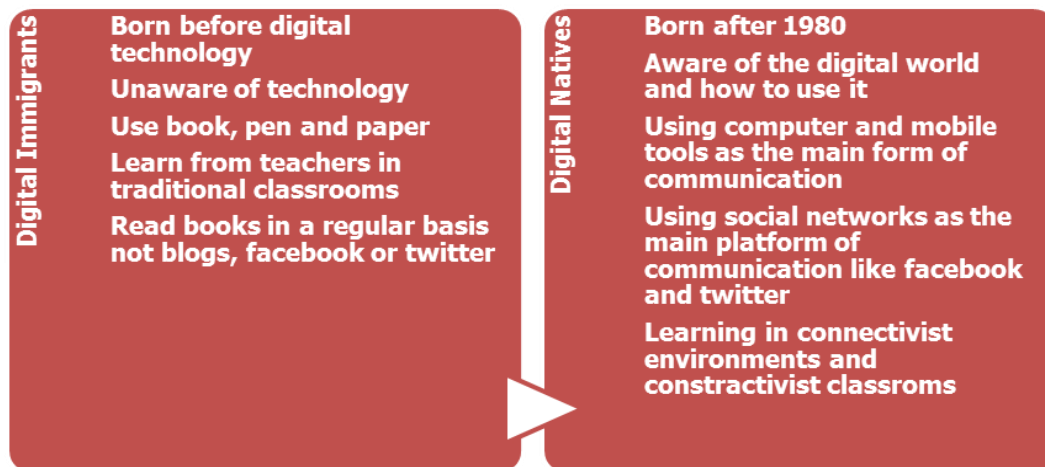 Digital Immigrants
Born before digital
technology
Unaware of technology
Use book, pen and paper
Learn from teachers in
traditional classrooms
Read books in a regular basis
not blogs, facebook or twitter
Digital Natives
Born after 1980
Aware of the digital world
and how to use it
Using computer and mobile
tools as the main form of
communication
Using social networks as the
main platform of
communication like facebook
and twitter
Learning in connectivist
environments and
constractivist classroms